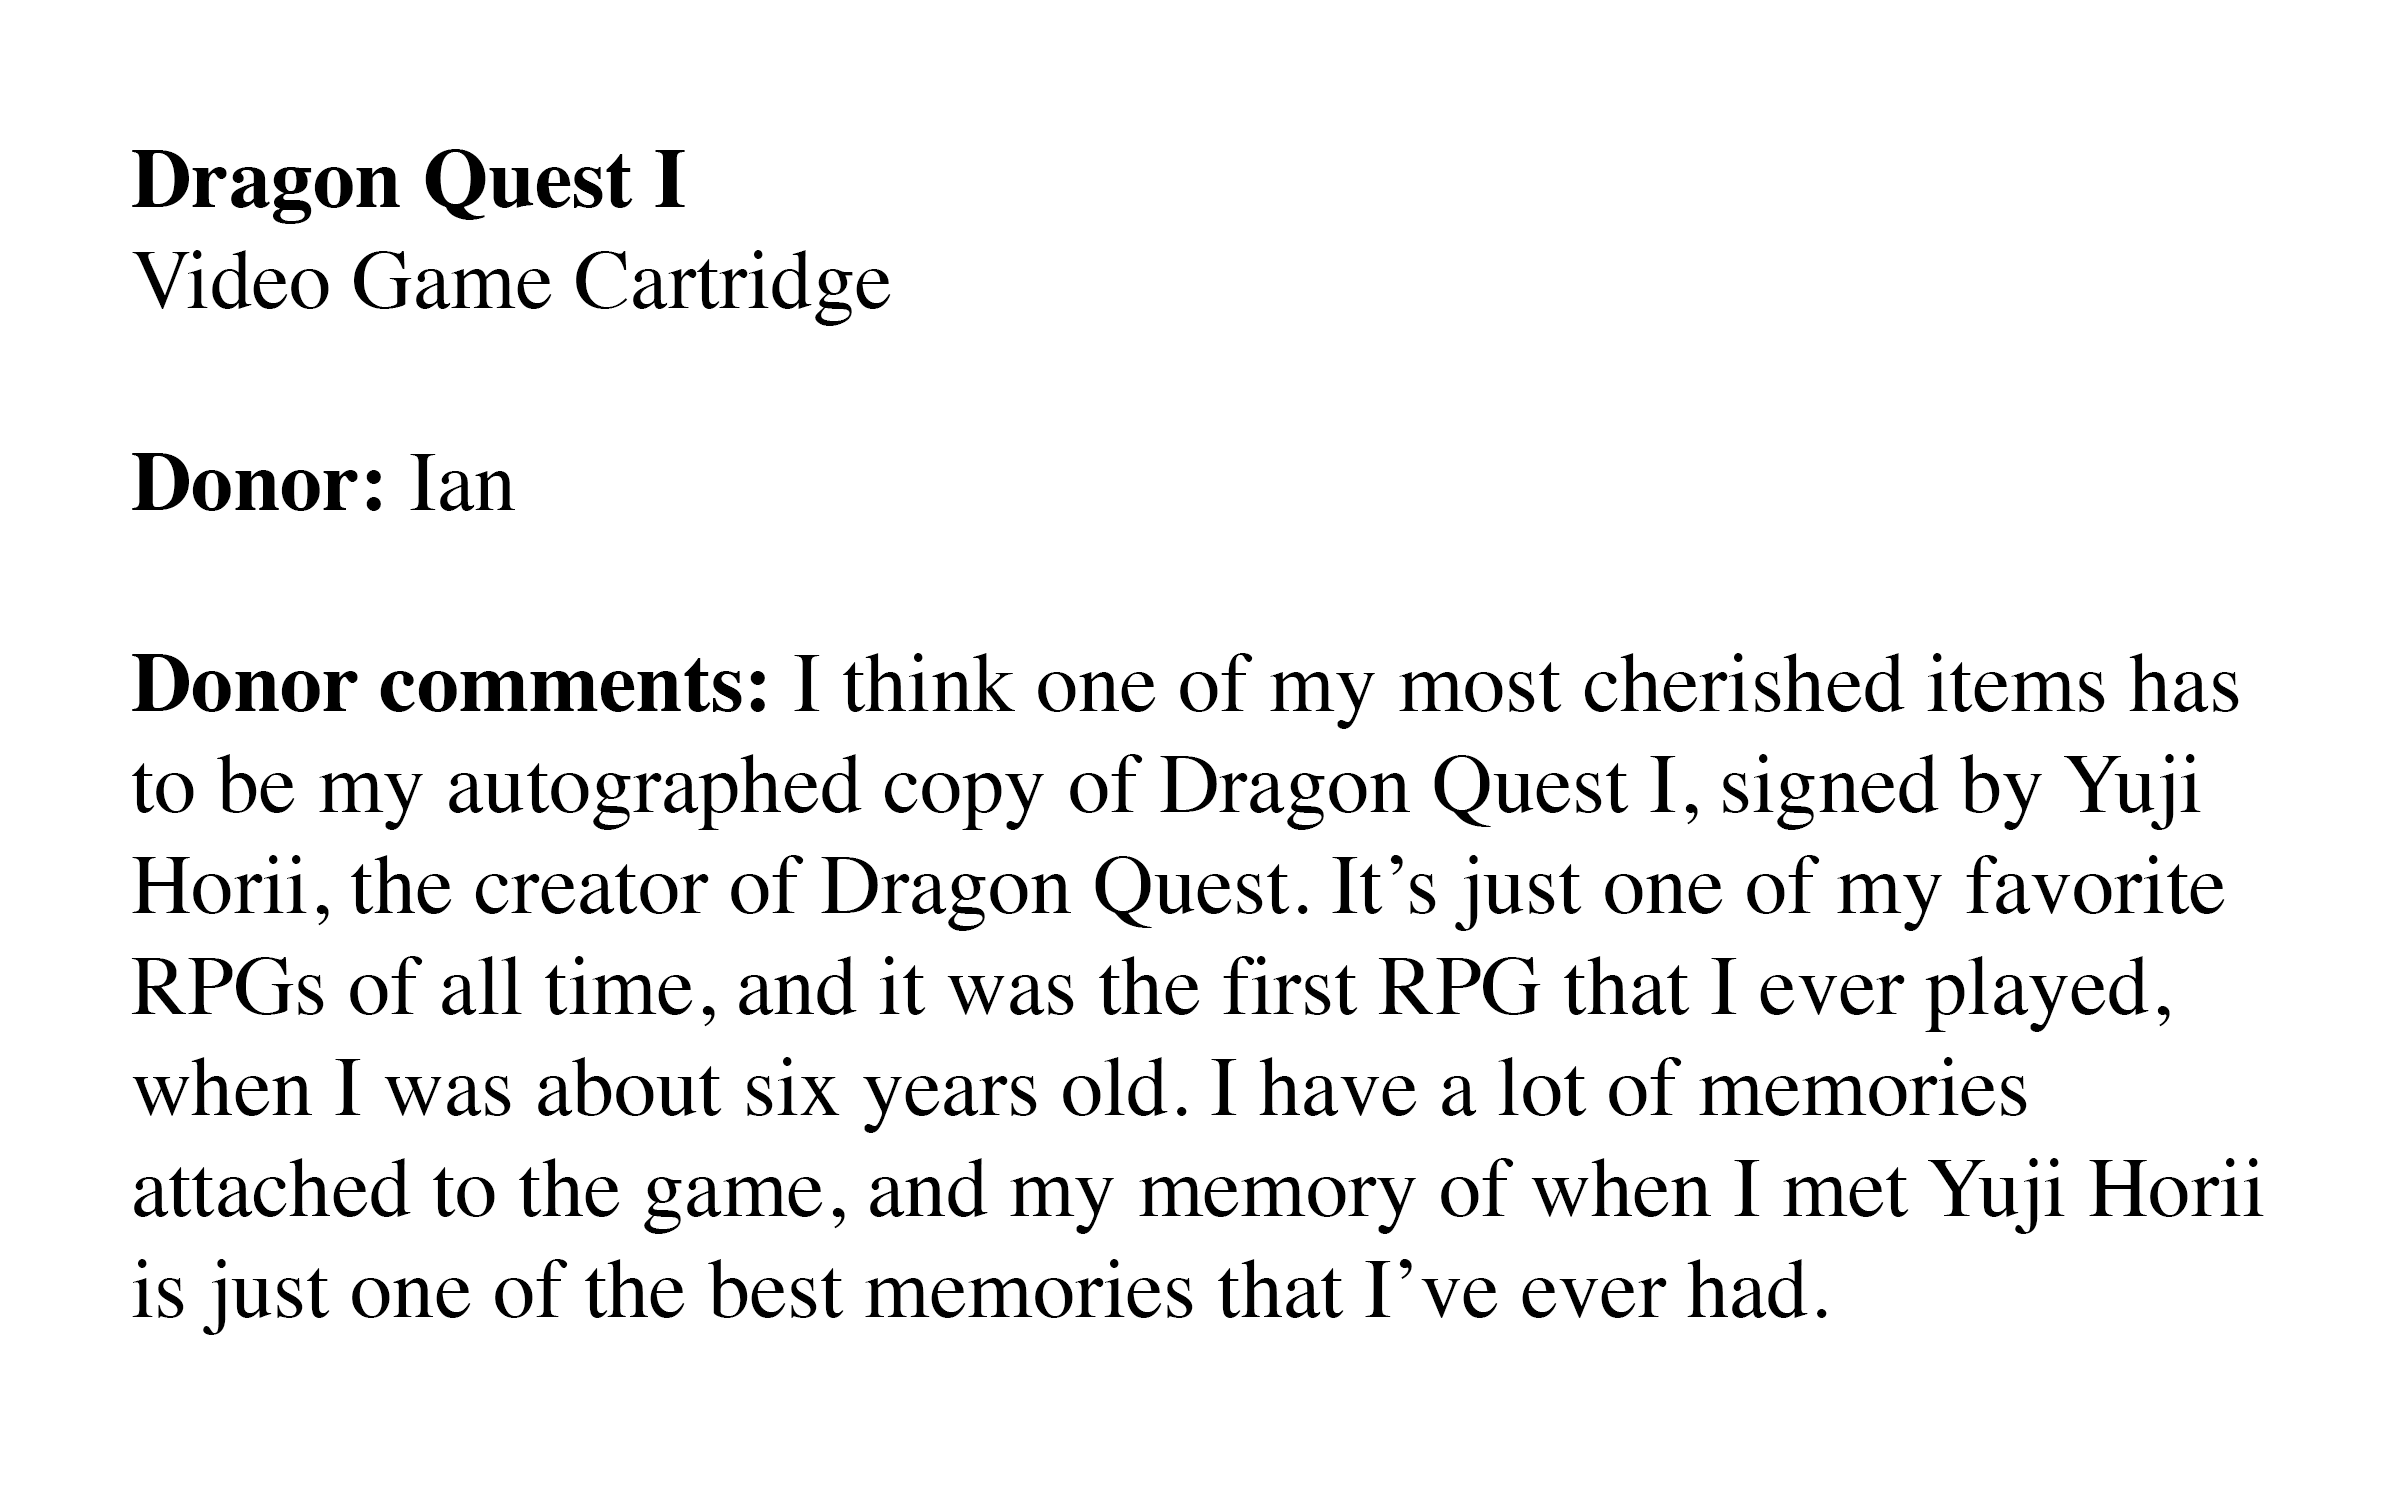 Dragon Quest I
Video Game Cartridge
Donor: Ian
Donor comments: I think one of my most cherished items has
to be my autographed copy of Dragon Quest I, signed by Yuji
Horii, the creator of Dragon Quest. It’s just one of my favorite
RPGs of all time, and it was the first RPG that I ever played,
when I was about six years old. I have a lot of memories
attached to the game, and my memory of when I met Yuji Horii
is just one of the best memories that I’ve ever had.